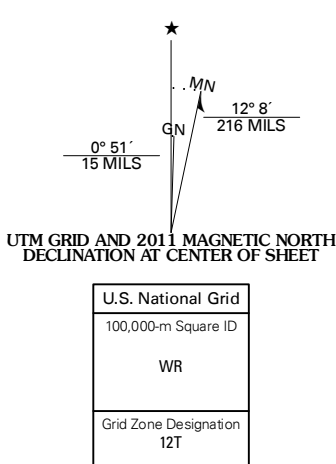 ★
MN
12° 8´
216 MILS
GN
0° 51´
15 MILS
UTM GRID AND 2011 MAGNETIC NORTH
DECLINATION AT CENTER OF SHEET
U.S. National Grid
100,000-m Square ID
WR
Grid Zone Designation
12T